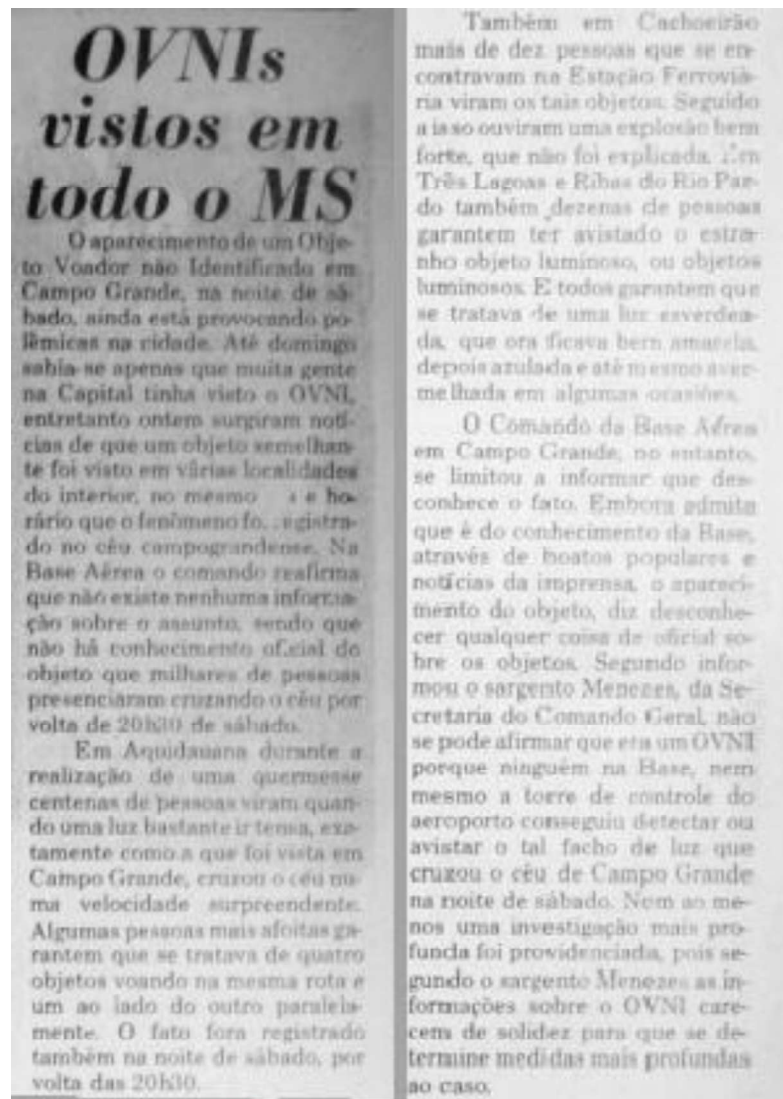 OVNIs
vistos em
todo o MS
O aparecimento de um Obje-
to Voador não Identificado em
Campo Grande, na noite de sá-
bado, ainda está provocando po-
lêmicas na cidade. Até domingo
sabia-se apenas que muita gente
na Capital tinha visto o OVNI,
entretanto ontem surgiram notí-
cias de que um objeto semelhan-
te foi visto em várias localidades
do interior, no mesmo e ho-
rário que o fenômeno registra-
do no céu campograndense. Na
Base Aérea o comando reafirma
que não existe nenhuma informa-
ção sobre o assunto, sendo que
não há conhecimento oficial do
objeto que milhares de pessoas
presenciaram cruzando o céu por
volta de 20h30 de sábado.
Em Aquidauana durante a
realização de uma quermesse
centenas de pessoas viram quan-
do uma luz bastante intensa, exa-
tamente como a que foi vista em
Campo Grande, cruzou o céu nu-
ma velocidade surpreendente.
Algumas pessoas mais afoitas ga-
rantem que se tratava de quatro
objetos voando na mesma rota e
um ao lado do outro paralela-
mente. O fato fora registrado
também na noite de sábado, por
volta das 20h30.
Também em Cachoeirão
mais de dez pessoas que se en-
contravam na Estação Ferroviá-
ria viram os tais objetos. Seguido
a isso ouviram uma explosão bem
forte, que não foi explicada. Em
Três Lagoas e Ribas do Rio Par-
do também dezenas de pessoas
garantem ter avistado o estra-
nho objeto luminoso, ou objetos
luminosos. E todos garantem que
se tratava de uma luz esverdea-
da, que ora ficava bem amarela,
depois azulada e até mesmo aver-
melhada em algumas ocasiões.
O Comando da Base Aérea
em Campo Grande, no entanto,
se limitou a informar que des-
conhece o fato. Embora admita
que é do conhecimento da Base,
através de boatos populares e
notícias da imprensa, o apareci-
mento do objeto, diz desconhe-
cer qualquer coisa de oficial so-
bre os objetos. Segundo infor-
mou o sargento Menezes, da Se-
cretaria do Comando Geral, não
se pode afirmar que era um OVNI
porque ninguém na Base, nem
mesmo a torre de controle do
aeroporto conseguiu detectar ou
avistar o tal facho de luz que
cruzou o céu de Campo Grande
na noite de sábado. Nem ao me-
nos uma investigação mais pro-
funda foi providenciada, pois se-
gundo o sargento Menezes as in-
formações sobre o OVNI care-
cem de solidez para que se de-
termine medidas mais profundas
ao caso.